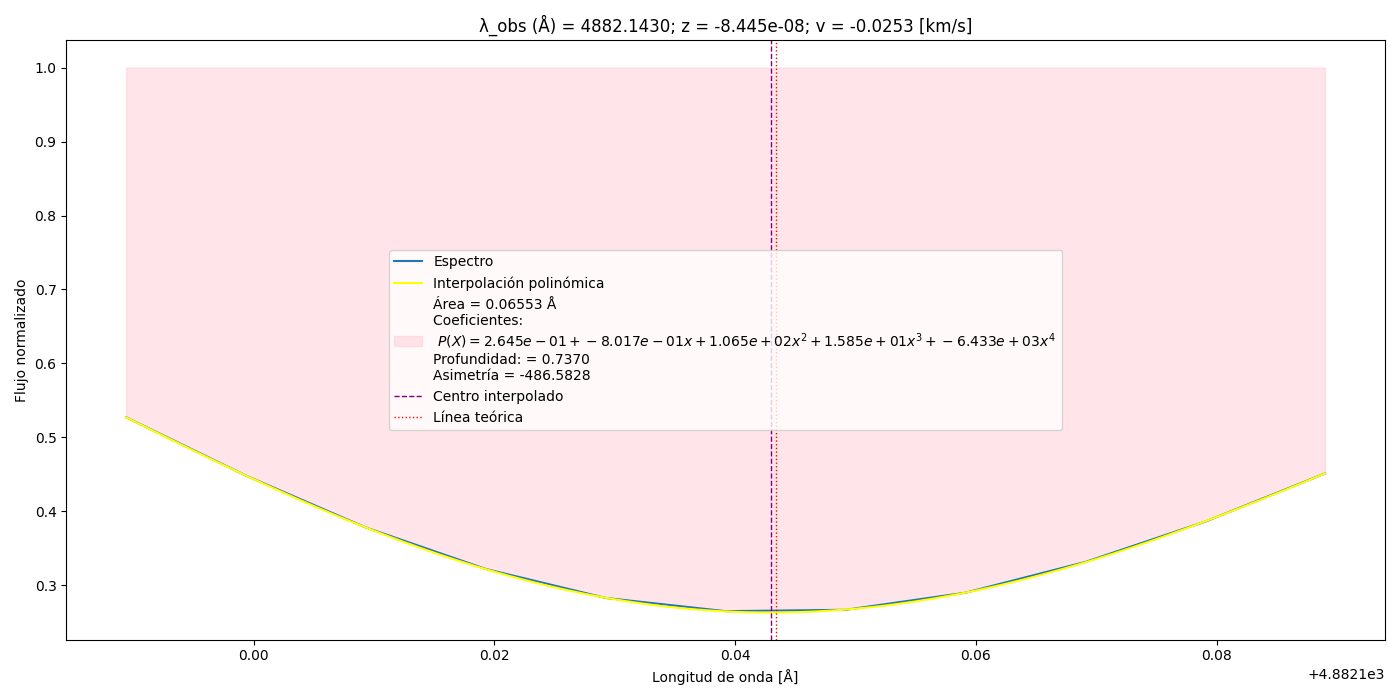 λ_obs (Å) = 4882.1430; z = -8.445e-08; v = -0.0253 [km/s]
Flujo normalizado
1.0
0.9
0.8
0.7
0.6
0.5
0.4
0.3
Espectro
Interpolación polinómica
Área = 0.06553 Å
Coeficientes:
P(X) = 2.645e − 01 + −8.017e − 01x + 1.065e + 02x² + 1.585e + 01x³ + −6.433e + 03x⁴
Profundidad: = 0.7370
Asimetría = -486.5828
Centro interpolado
Línea teórica
0.00 0.02 0.04 0.06 0.08
+4.8821e3
Longitud de onda [Å]